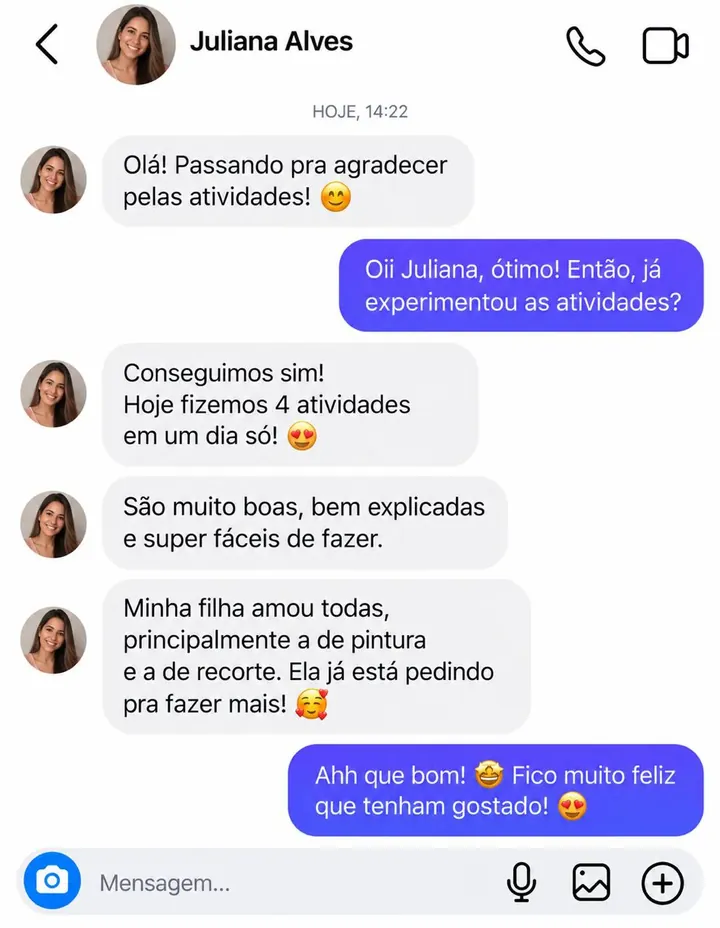 Juliana Alves
HOJE, 14:22
Olá! Passando pra agradecer
pelas atividades! 😊
Oii Juliana, ótimo! Então, já
experimentou as atividades?
Conseguimos sim!
Hoje fizemos 4 atividades
em um dia só! 😍
São muito boas, bem explicadas
e super fáceis de fazer.
Minha filha amou todas,
principalmente a de pintura
e a de recorte. Ela já está pedindo
pra fazer mais! 🥰
Ahh que bom! 🤩 Fico muito feliz
que tenham gostado! 😍
Mensagem...